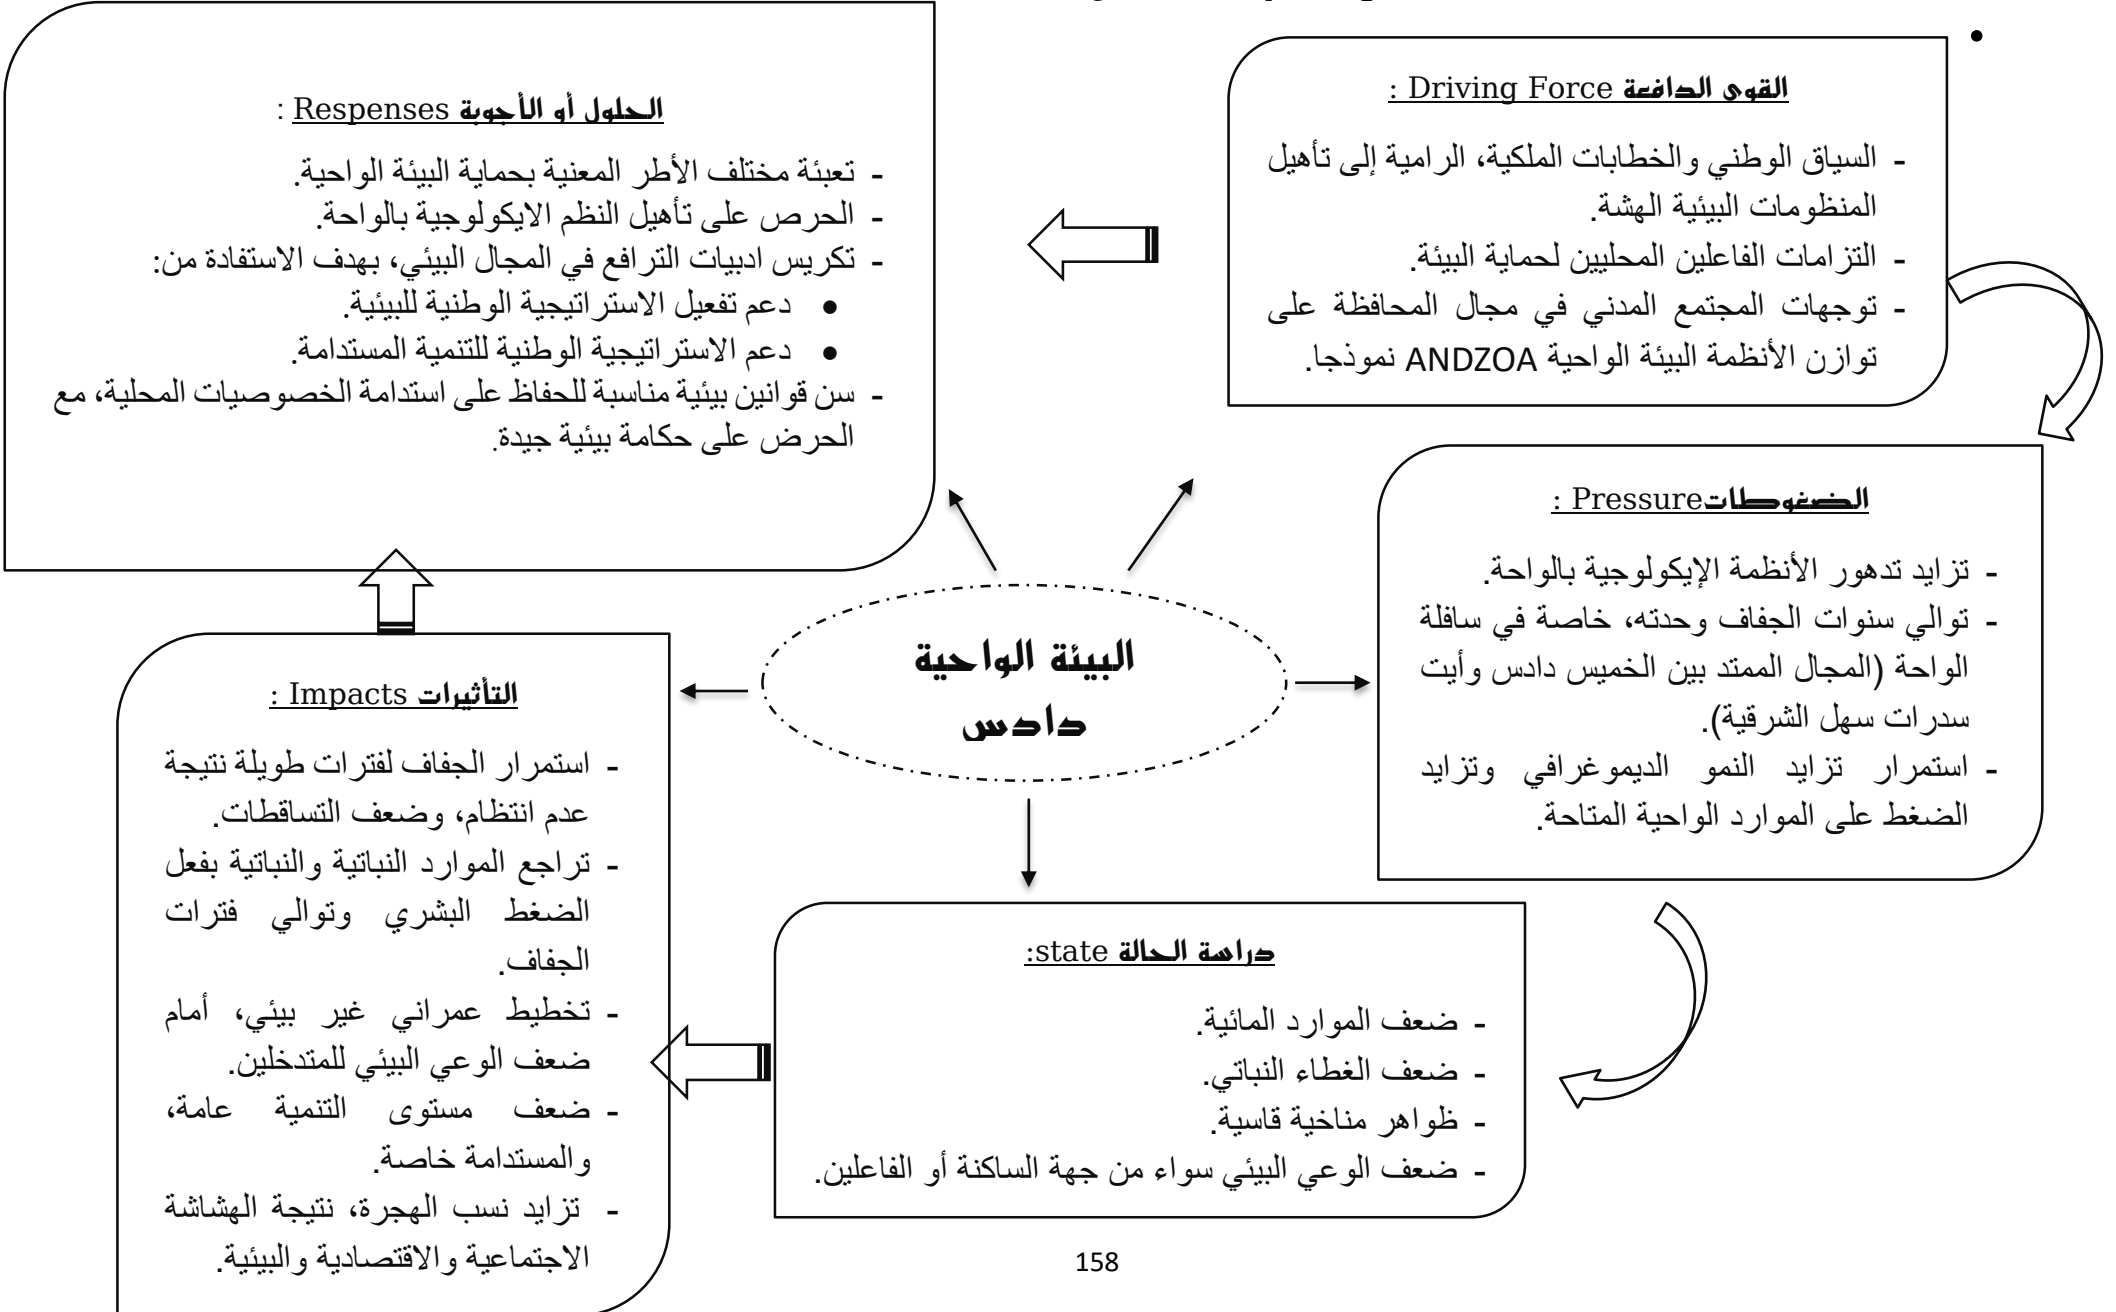 القوى الدافعة Driving Force :
- السياق الوطني والخطابات الملكية، الرامية إلى تأهيل
المنظومات البيئية الهشة.
- التزامات الفاعلين المحليين لحماية البيئة.
- توجهات المجتمع المدني في مجال المحافظة على
توازن الأنظمة البيئة الواحية ANDZOA نموذجا.
الحلول أو الأجوبة Respenses :
- تعبئة مختلف الأطر المعنية بحماية البيئة الواحية.
- الحرص على تأهيل النظم الايكولوجية بالواحة.
- تكريس ادبيات الترافع في المجال البيئي، بهدف الاستفادة من:
• دعم تفعيل الاستراتيجية الوطنية للبيئية.
• دعم الاستراتيجية الوطنية للتنمية المستدامة.
- سن قوانين بيئية مناسبة للحفاظ على استدامة الخصوصيات المحلية، مع
الحرض على حكامة بيئية جيدة.
الضغوطات Pressure :
- تزايد تدهور الأنظمة الإيكولوجية بالواحة.
- توالي سنوات الجفاف وحدته، خاصة في سافلة
الواحة (المجال الممتد بين الخميس دادس وأيت
سدرات سهل الشرقية).
- استمرار تزايد النمو الديموغرافي وتزايد
الضغط على الموارد الواحية المتاحة.
البيئة الواحية
دادس
التأثيرات Impacts :
- استمرار الجفاف لفترات طويلة نتيجة
عدم انتظام، وضعف التساقطات.
- تراجع الموارد النباتية والنباتية بفعل
الضغط البشري وتوالي فترات
الجفاف.
- تخطيط عمراني غير بيئي، أمام
ضعف الوعي البيئي للمتدخلين.
- ضعف مستوى التنمية عامة،
والمستدامة خاصة.
- تزايد نسب الهجرة، نتيجة الهشاشة
الاجتماعية والاقتصادية والبيئية.
دراسة الحالة state:
- ضعف الموارد المائية.
- ضعف الغطاء النباتي.
- ظواهر مناخية قاسية.
- ضعف الوعي البيئي سواء من جهة الساكنة أو الفاعلين.
158